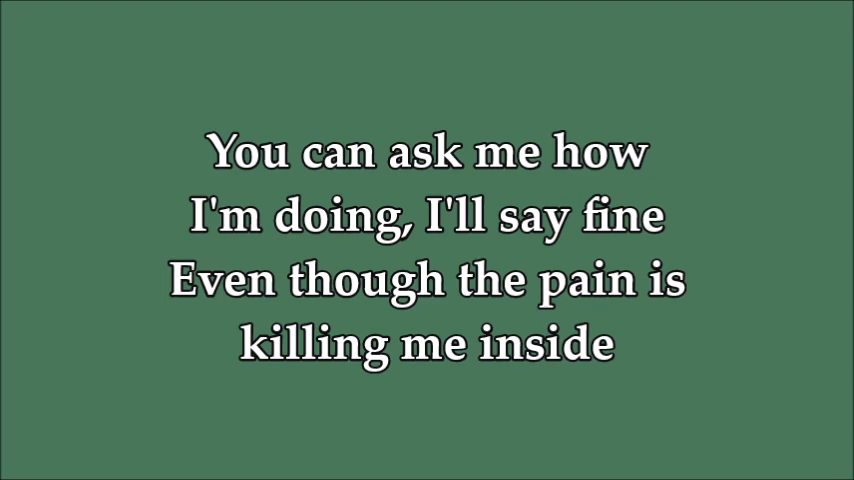 You can ask me how
I'm doing, I'll say fine
Even though the pain is
killing me inside